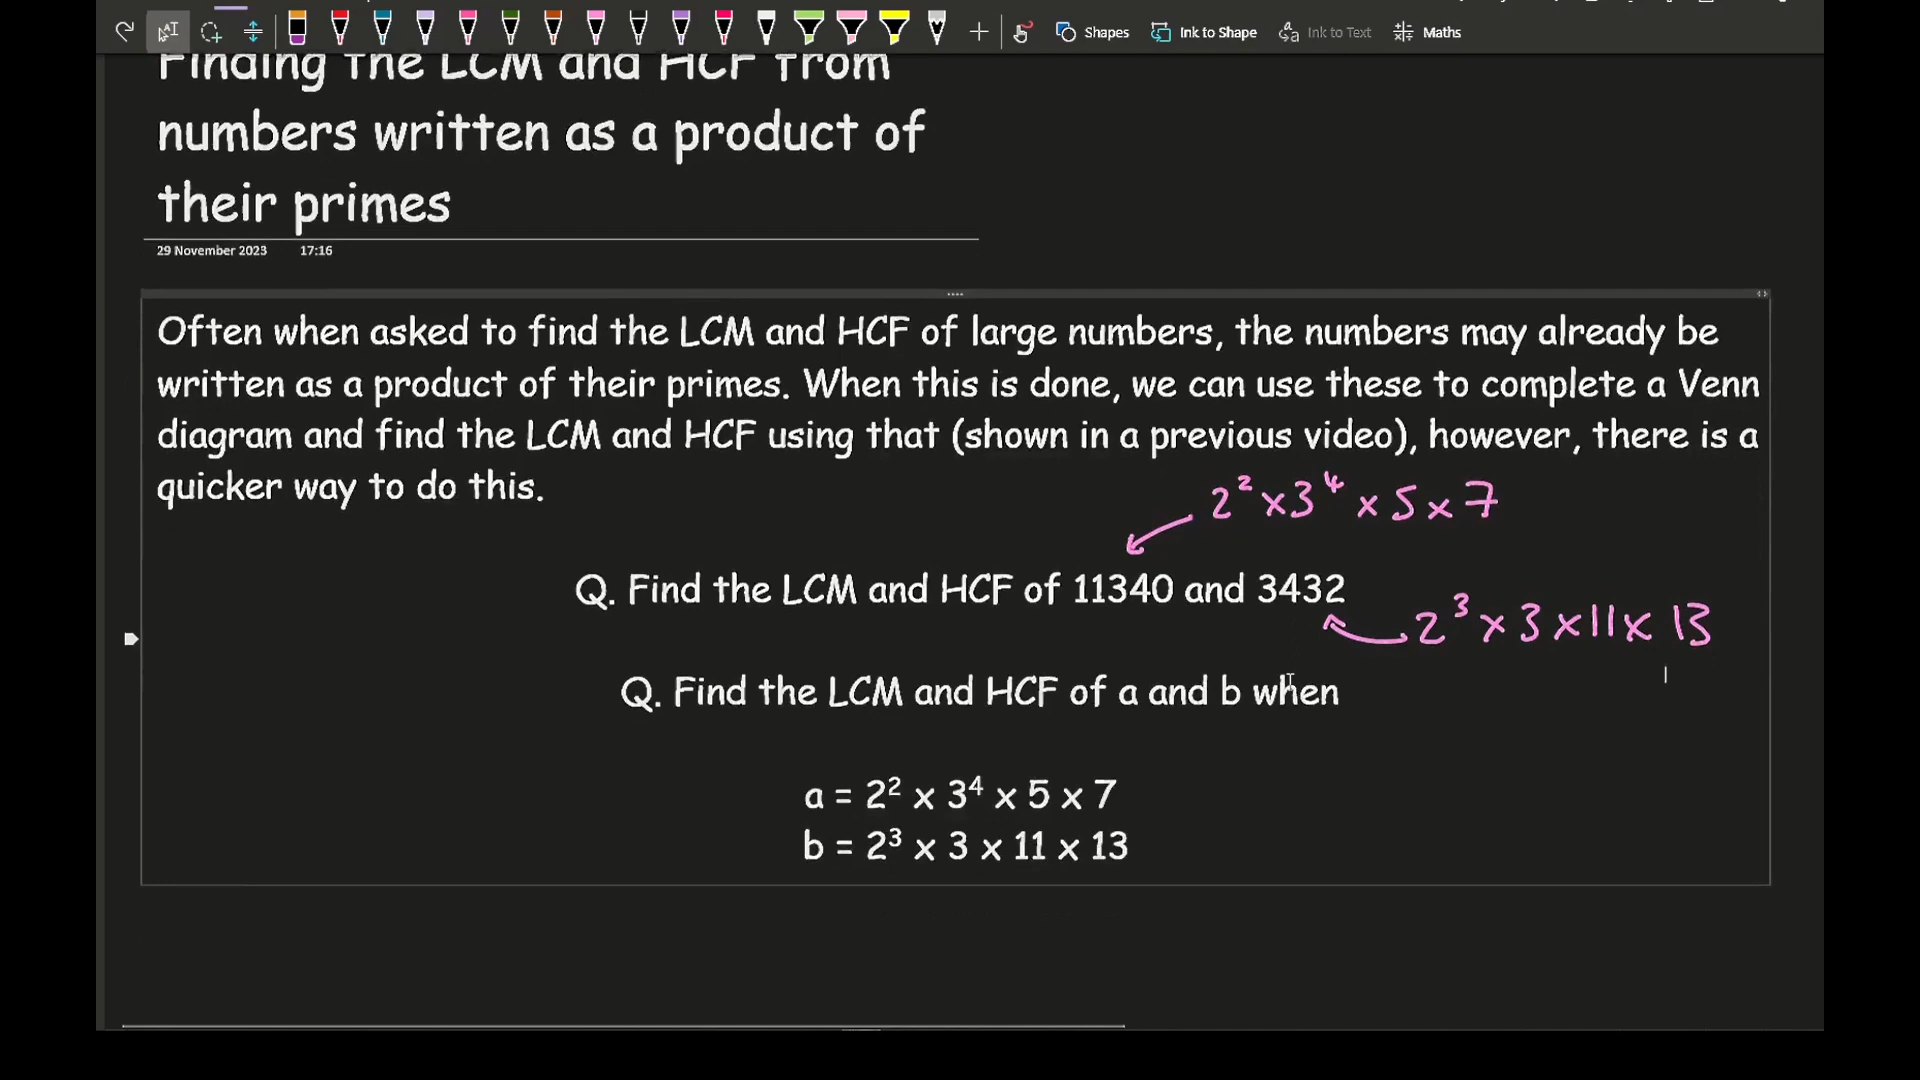 Shapes
Ink to Shape
Ink to Text
Maths
Finding the LCM and HCF from
numbers written as a product of
their primes
29 November 2023 17:16
Often when asked to find the LCM and HCF of large numbers, the numbers may already be
written as a product of their primes. When this is done, we can use these to complete a Venn
diagram and find the LCM and HCF using that (shown in a previous video), however, there is a
quicker way to do this.
2² x 3⁴ x 5 x 7
Q. Find the LCM and HCF of 11340 and 3432
2³ x 3 x 11 x 13
Q. Find the LCM and HCF of a and b when
a = 2² x 3⁴ x 5 x 7
b = 2³ x 3 x 11 x 13